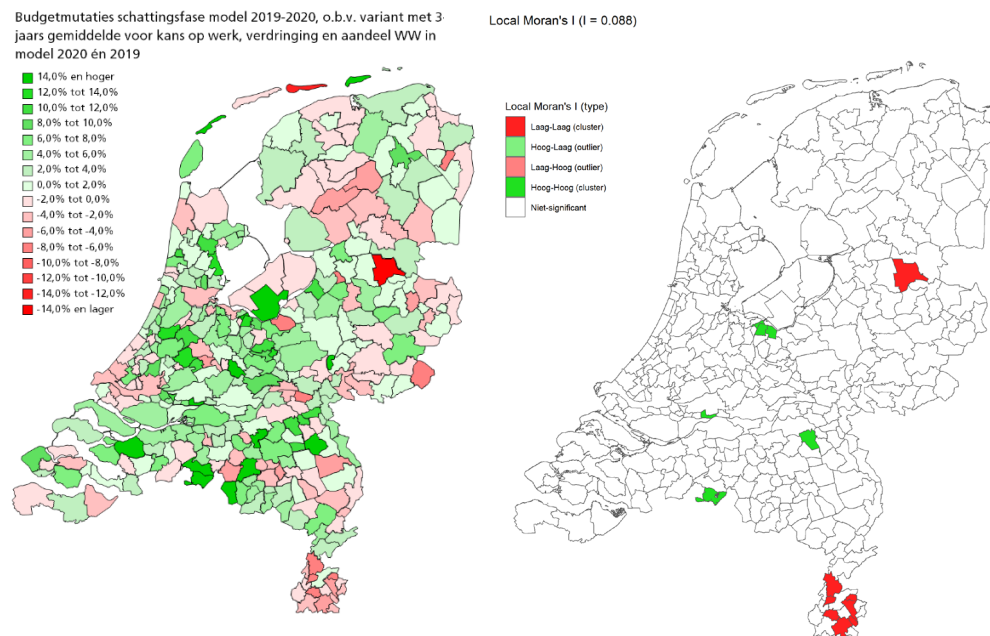 Budgetmutaties schattingsfase model 2019-2020, o.b.v. variant met 3-
jaars gemiddelde voor kans op werk, verdringing en aandeel WW in
model 2020 én 2019
14,0% en hoger
12,0% tot 14,0%
10,0% tot 12,0%
8,0% tot 10,0%
6,0% tot 8,0%
4,0% tot 6,0%
2,0% tot 4,0%
0,0% tot 2,0%
-2,0% tot 0,0%
-4,0% tot -2,0%
-6,0% tot -4,0%
-8,0% tot -6,0%
-10,0% tot -8,0%
-12,0% tot -10,0%
-14,0% tot -12,0%
-14,0% en lager
Local Moran's I (I = 0.088)
Local Moran's I (type)
Laag-Laag (cluster)
Hoog-Laag (outlier)
Laag-Hoog (outlier)
Hoog-Hoog (cluster)
Niet-significant